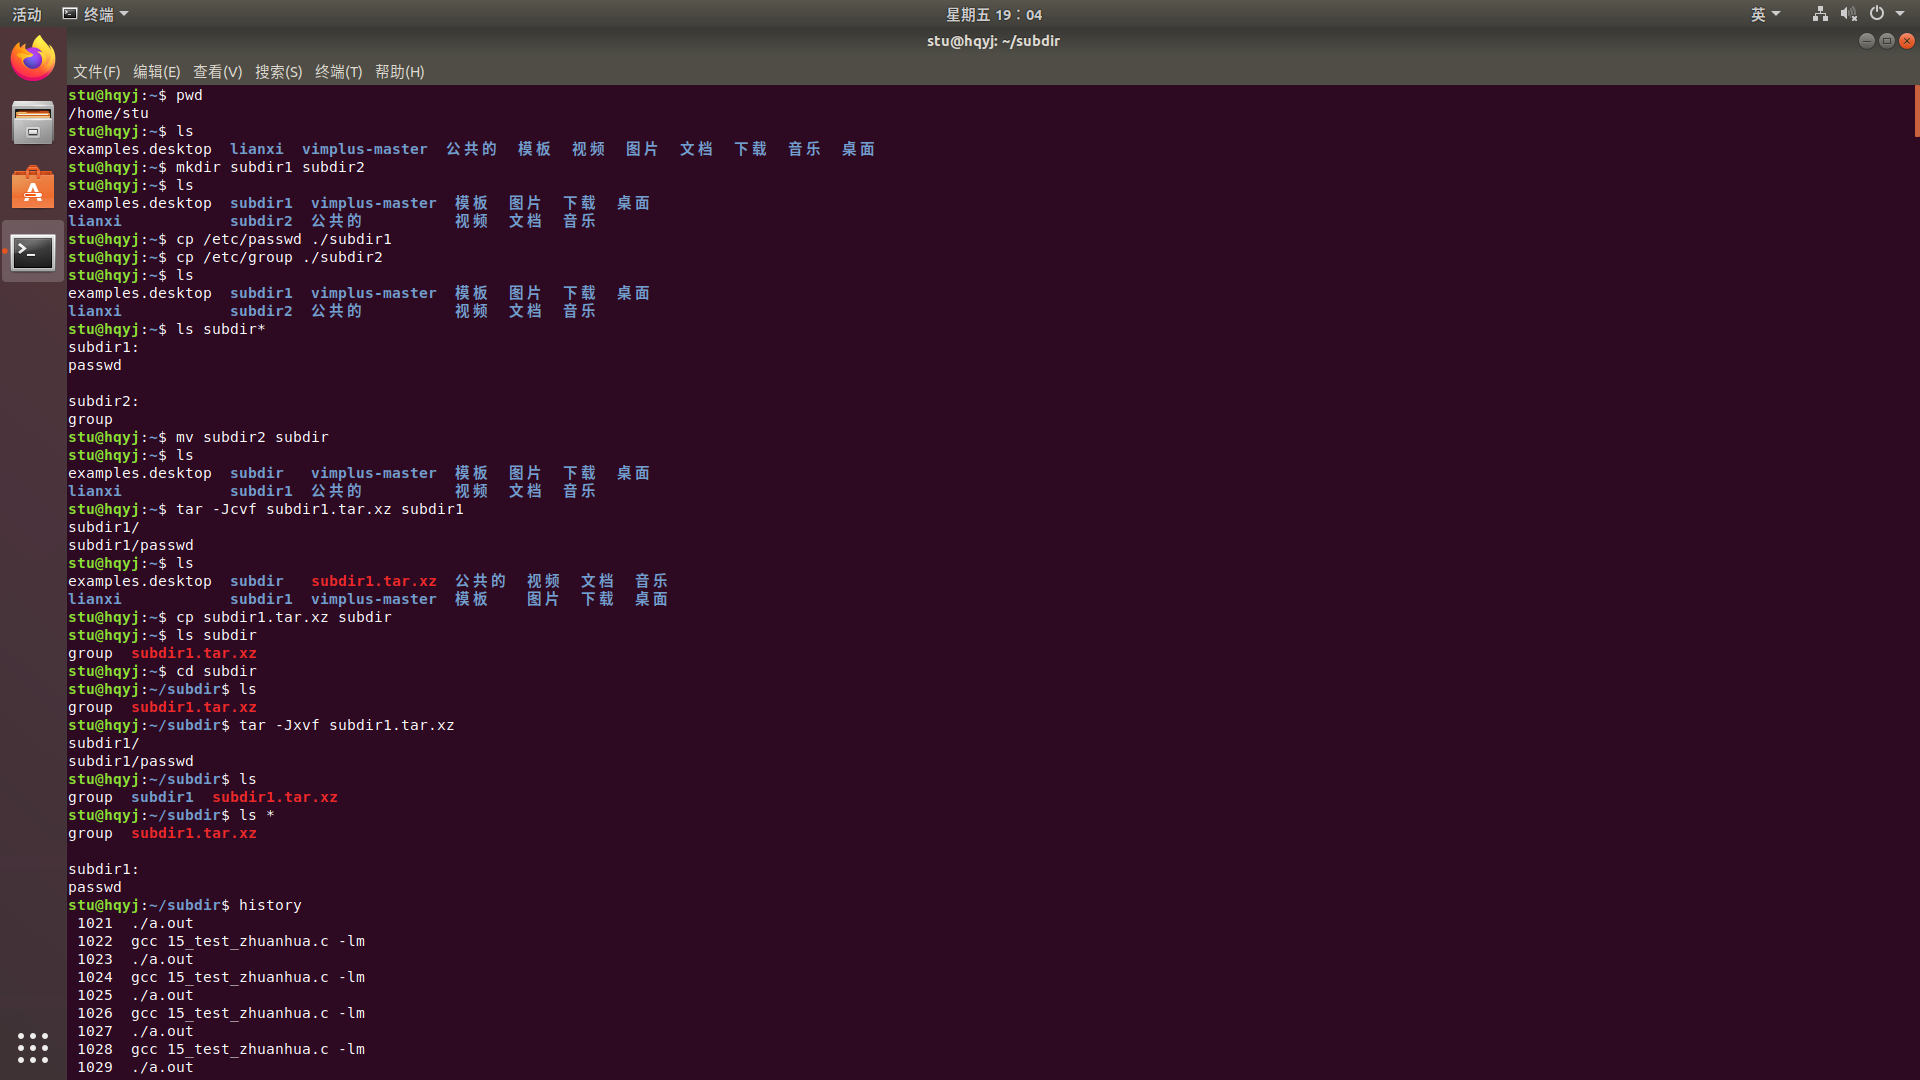 活动 终端 星期五 19：04 英
stu@hqyj: ~/subdir
文件(F) 编辑(E) 查看(V) 搜索(S) 终端(T) 帮助(H)
stu@hqyj:~$ pwd
/home/stu
stu@hqyj:~$ ls
examples.desktop  lianxi  vimplus-master  公共的  模板  视频  图片  文档  下载  音乐  桌面
stu@hqyj:~$ mkdir subdir1 subdir2
stu@hqyj:~$ ls
examples.desktop  subdir1  vimplus-master  模板  图片  下载  桌面
lianxi            subdir2  公共的          视频  文档  音乐
stu@hqyj:~$ cp /etc/passwd ./subdir1
stu@hqyj:~$ cp /etc/group ./subdir2
stu@hqyj:~$ ls
examples.desktop  subdir1  vimplus-master  模板  图片  下载  桌面
lianxi            subdir2  公共的          视频  文档  音乐
stu@hqyj:~$ ls subdir*
subdir1:
passwd

subdir2:
group
stu@hqyj:~$ mv subdir2 subdir
stu@hqyj:~$ ls
examples.desktop  subdir   vimplus-master  模板  图片  下载  桌面
lianxi            subdir1  公共的          视频  文档  音乐
stu@hqyj:~$ tar -Jcvf subdir1.tar.xz subdir1
subdir1/
subdir1/passwd
stu@hqyj:~$ ls
examples.desktop  subdir   subdir1.tar.xz  公共的  视频  文档  音乐
lianxi            subdir1  vimplus-master  模板    图片  下载  桌面
stu@hqyj:~$ cp subdir1.tar.xz subdir
stu@hqyj:~$ ls subdir
group  subdir1.tar.xz
stu@hqyj:~$ cd subdir
stu@hqyj:~/subdir$ ls
group  subdir1.tar.xz
stu@hqyj:~/subdir$ tar -Jxvf subdir1.tar.xz
subdir1/
subdir1/passwd
stu@hqyj:~/subdir$ ls
group  subdir1  subdir1.tar.xz
stu@hqyj:~/subdir$ ls *
group  subdir1.tar.xz

subdir1:
passwd
stu@hqyj:~/subdir$ history
 1021  ./a.out
 1022  gcc 15_test_zhuanhua.c -lm
 1023  ./a.out
 1024  gcc 15_test_zhuanhua.c -lm
 1025  ./a.out
 1026  gcc 15_test_zhuanhua.c -lm
 1027  ./a.out
 1028  gcc 15_test_zhuanhua.c -lm
 1029  ./a.out